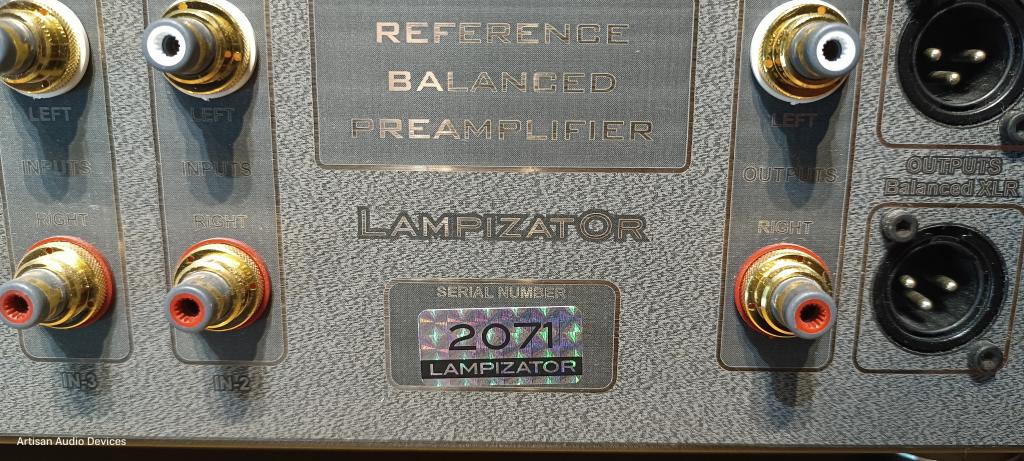 REFERENCE
BALANCED
PREAMPLIFIER
LEFT
LEFT
LEFT
INPUTS
INPUTS
OUTPUTS
OUTPUTS
Balanced XLR
RIGHT
RIGHT
RIGHT
LAMPIZATOR
SERIAL NUMBER
2071
LAMPIZATOR
IN-3
IN-2
Artisan Audio Devices